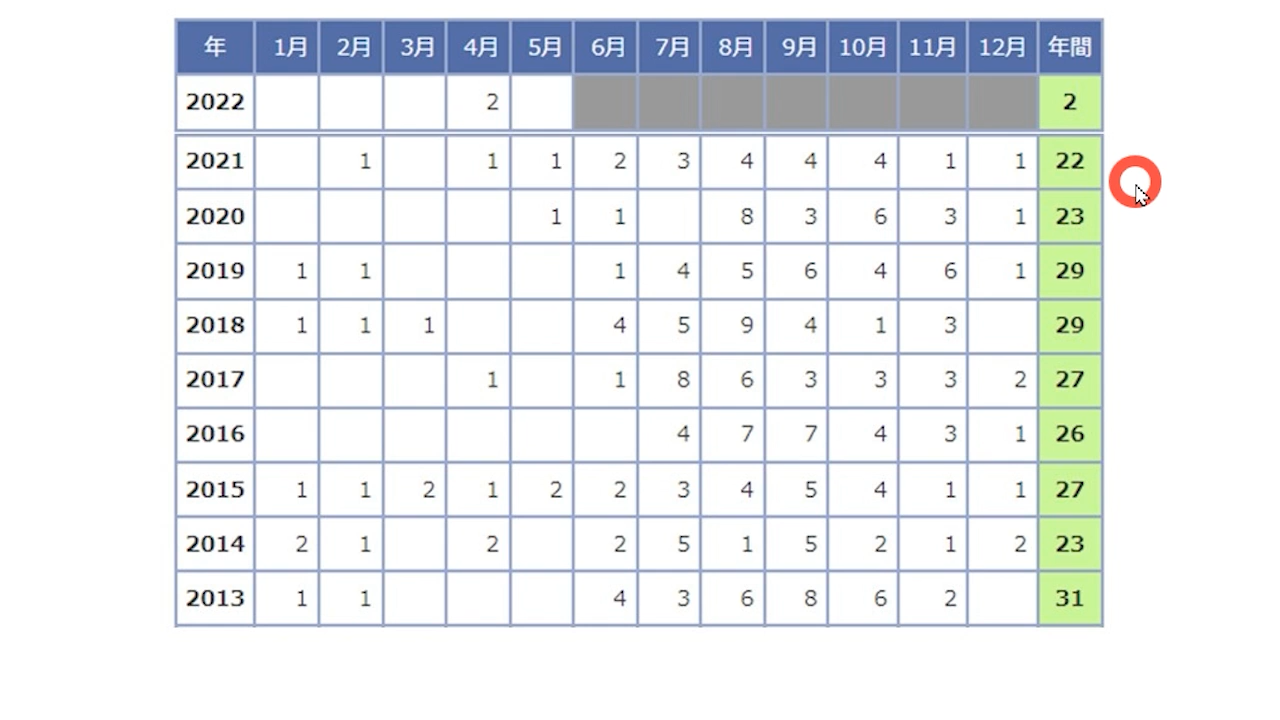 年 1月 2月 3月 4月 5月 6月 7月 8月 9月 10月 11月 12月 年間
2022 2 2
2021 1 1 1 2 3 4 4 4 1 1 22
2020 1 1 8 3 6 3 1 23
2019 1 1 1 4 5 6 4 6 1 29
2018 1 1 1 4 5 9 4 1 3 29
2017 1 1 8 6 3 3 3 2 27
2016 4 7 7 4 3 1 26
2015 1 1 2 1 2 2 3 4 5 4 1 1 27
2014 2 1 2 2 5 1 5 2 1 2 23
2013 1 1 4 3 6 8 6 2 31